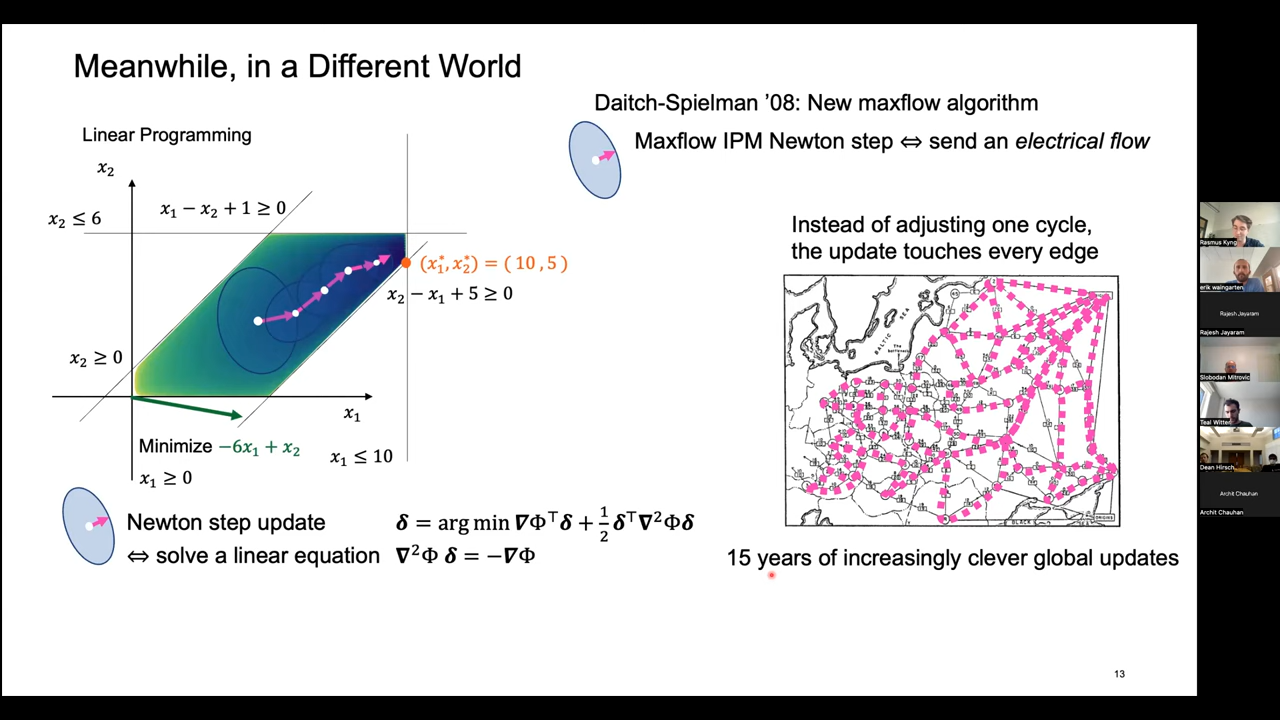 Meanwhile, in a Different World
Daitch-Spielman ’08: New maxflow algorithm
Maxflow IPM Newton step ⇔ send an electrical flow
Linear Programming
x₂
x₂ ≤ 6
x₁ − x₂ + 1 ≥ 0
(x₁*, x₂*) = (10, 5)
x₂ − x₁ + 5 ≥ 0
x₂ ≥ 0
x₁
Minimize −6x₁ + x₂
x₁ ≤ 10
x₁ ≥ 0
Newton step update
⇔ solve a linear equation
𝜹 = arg min 𝛁Φᵀ𝜹 + ½ 𝜹ᵀ𝛁²Φ𝜹
𝛁²Φ 𝜹 = −𝛁Φ
Instead of adjusting one cycle,
the update touches every edge
BALTIC SEA
BLACK
ORIGINS
15 years of increasingly clever global updates
13
Rasmus Kyng
erik waingarten
Rajesh Jayaram
Rajesh Jayaram
Slobodan Mitrovic
Teal Witter
Dean Hirsch
Archit Chauhan
Archit Chauhan